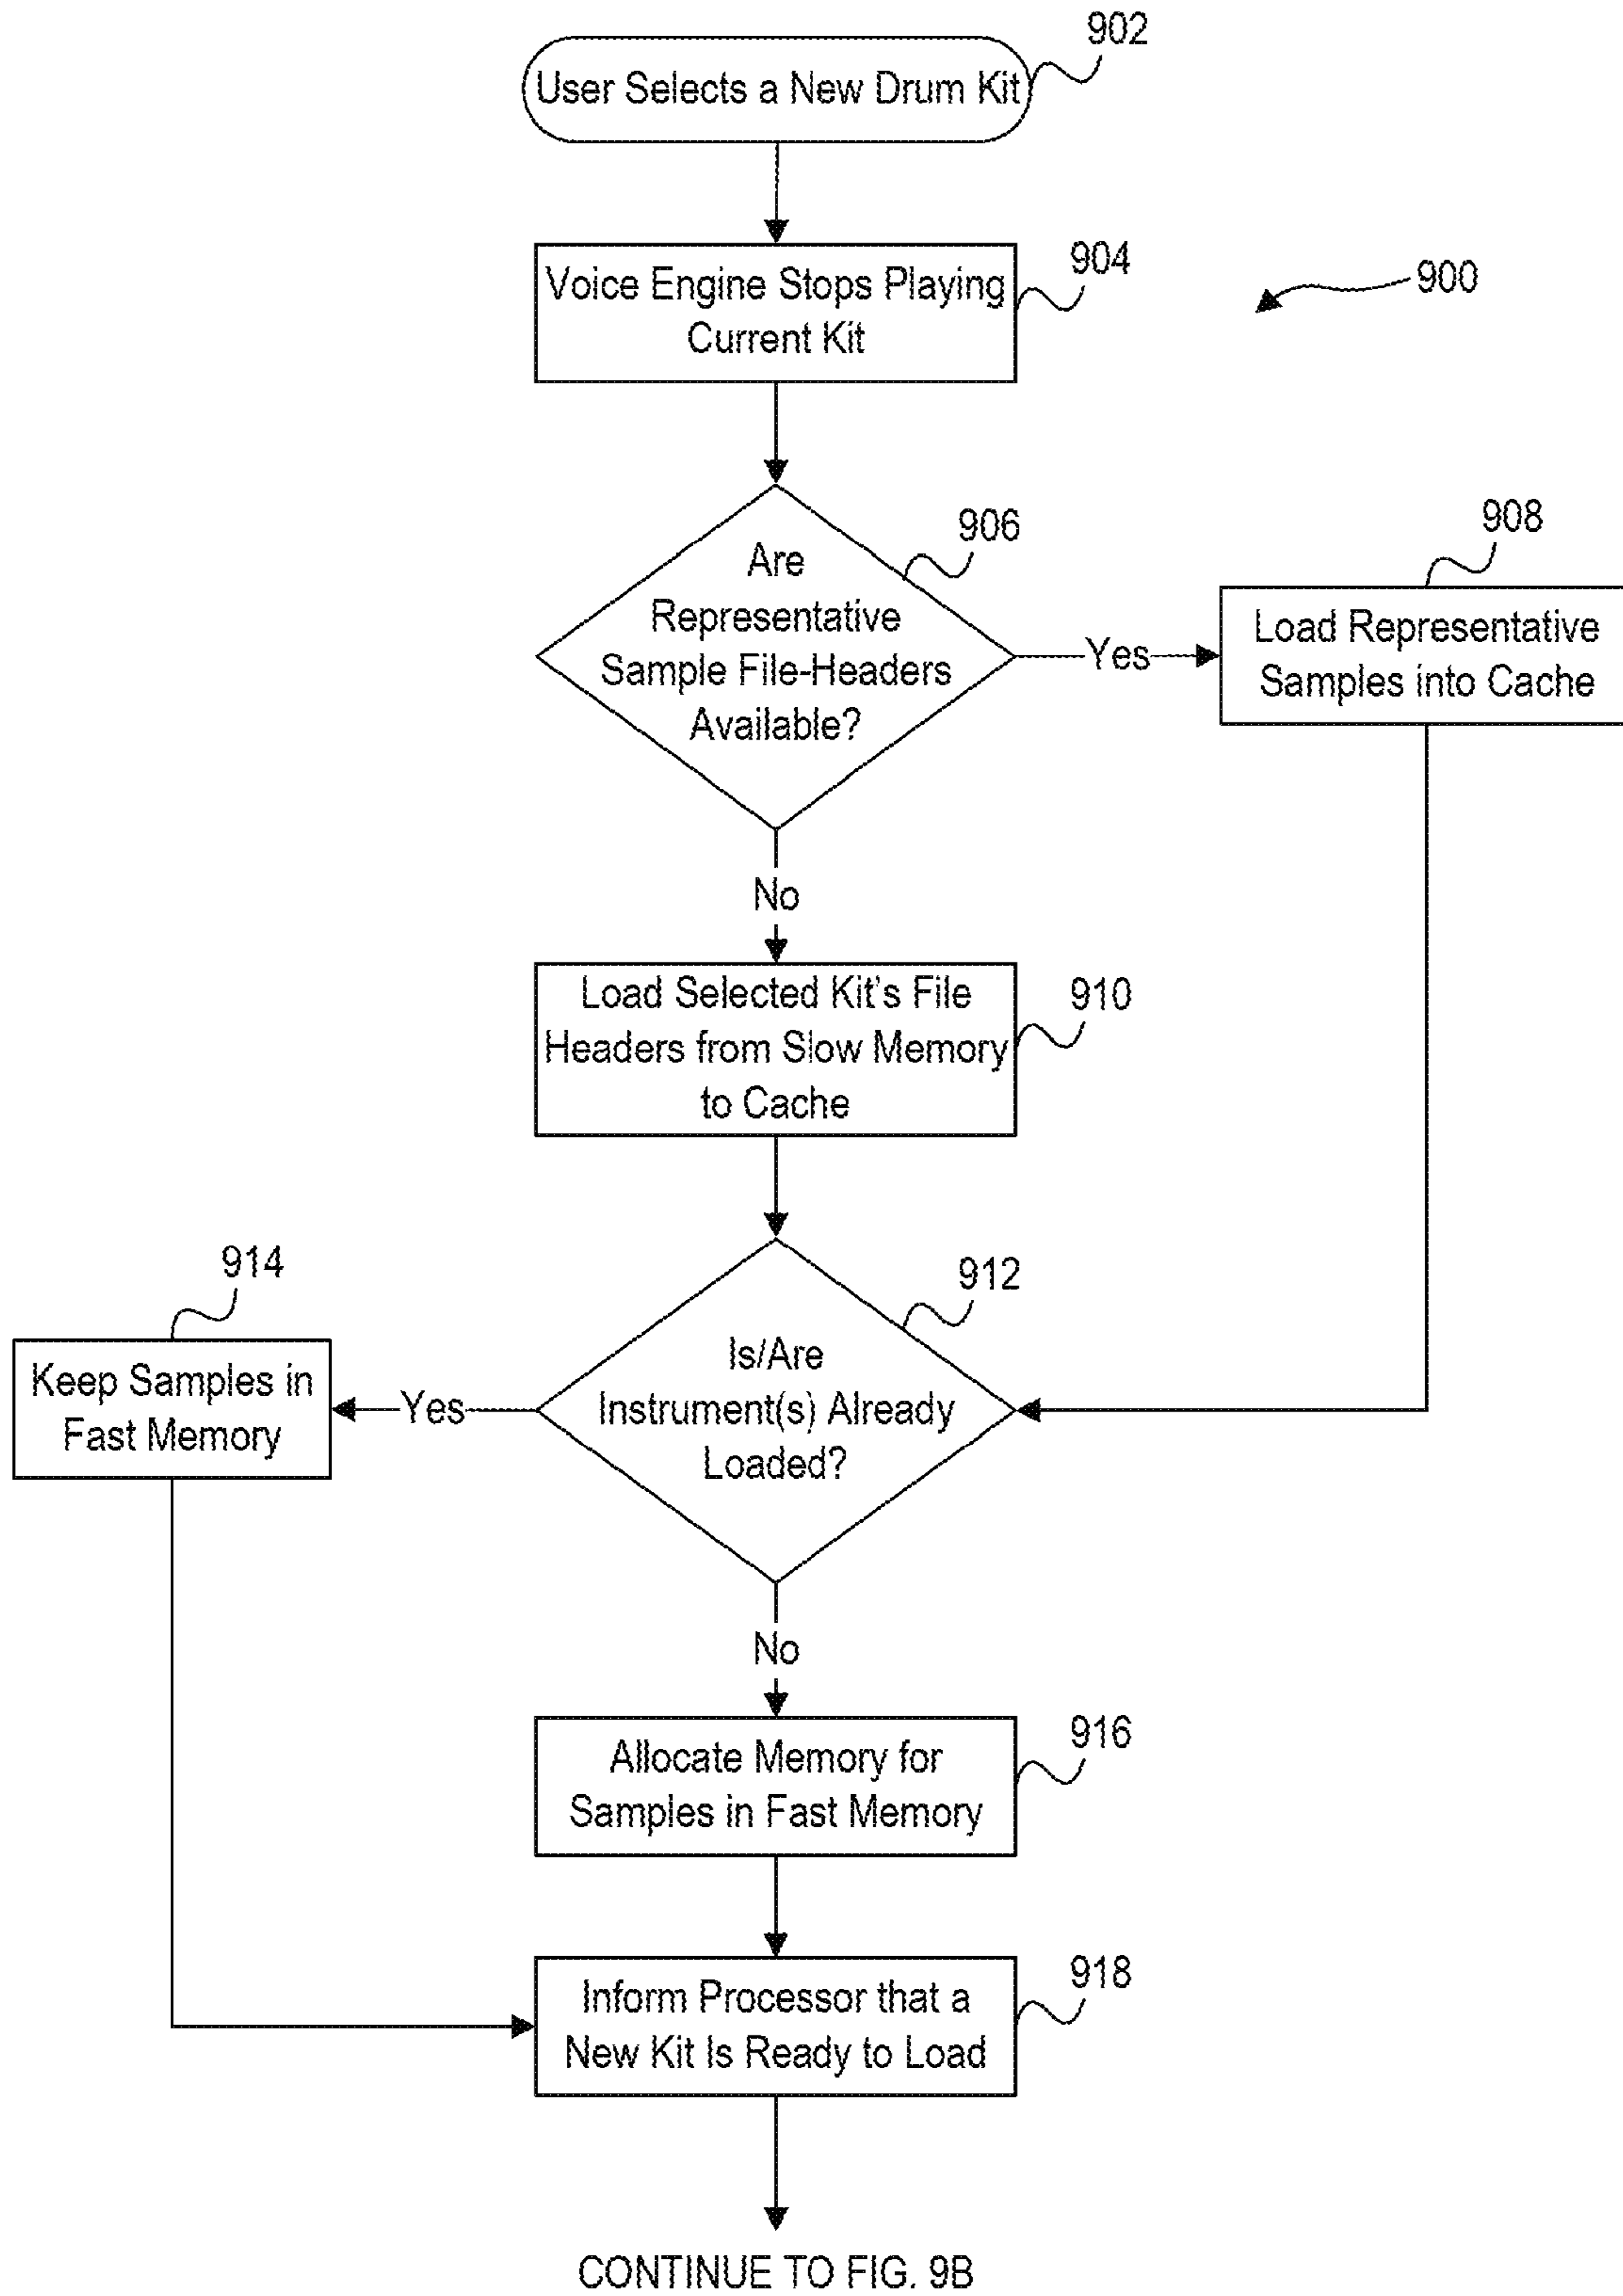 902
User Selects a New Drum Kit
904
Voice Engine Stops Playing
Current Kit
900
906
Are
Representative
Sample File-Headers
Available?
Yes
908
Load Representative
Samples into Cache
No
910
Load Selected Kit's File
Headers from Slow Memory
to Cache
912
Is/Are
Instrument(s) Already
Loaded?
Yes
914
Keep Samples in
Fast Memory
No
916
Allocate Memory for
Samples in Fast Memory
918
Inform Processor that a
New Kit Is Ready to Load
CONTINUE TO FIG. 9B